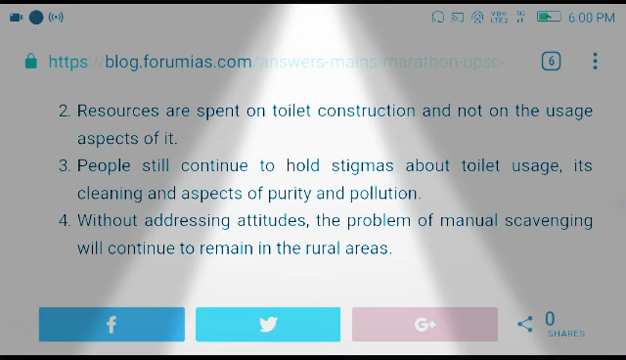 6:00 PM
https://blog.forumias.com/answers-mains-marathon-upsc-
6
2. Resources are spent on toilet construction and not on the usage
aspects of it.
3. People still continue to hold stigmas about toilet usage, its
cleaning and aspects of purity and pollution.
4. Without addressing attitudes, the problem of manual scavenging
will continue to remain in the rural areas.
f
G+
0
SHARES